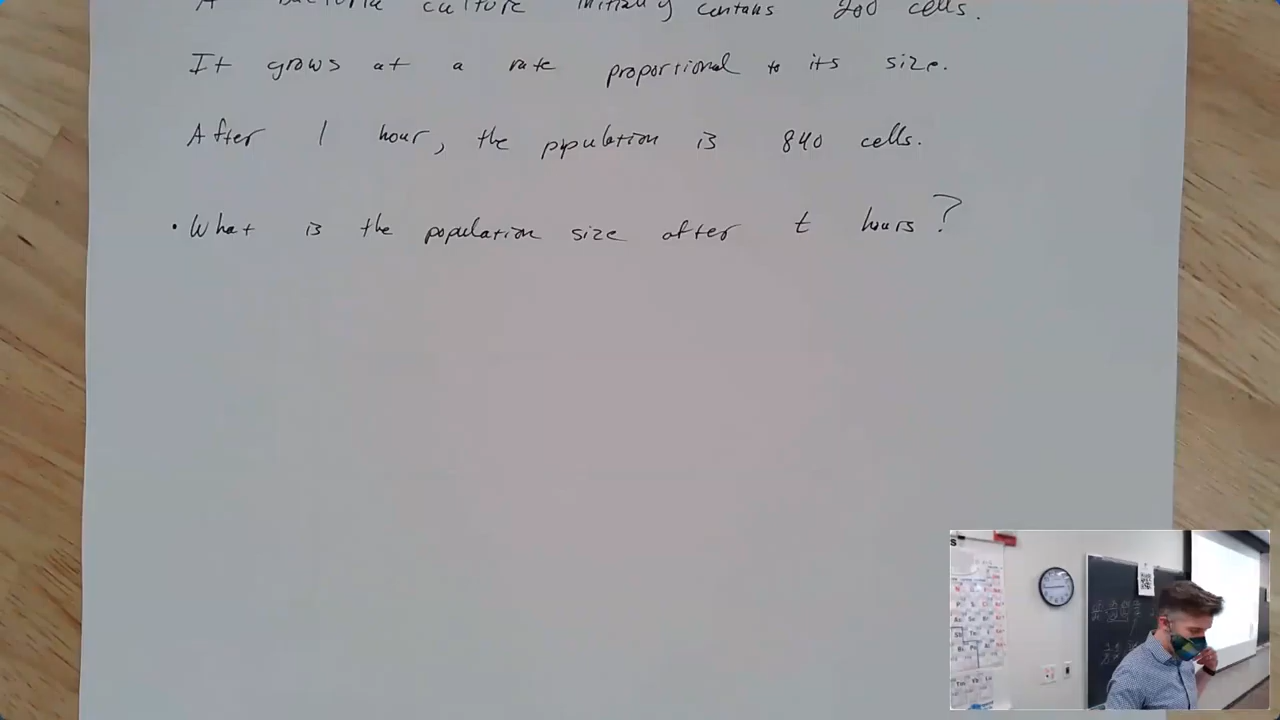 A bacteria culture initially contains 200 cells.
It grows at a rate proportional to its size.
After 1 hour, the population is 840 cells.
• What is the population size after t hours?